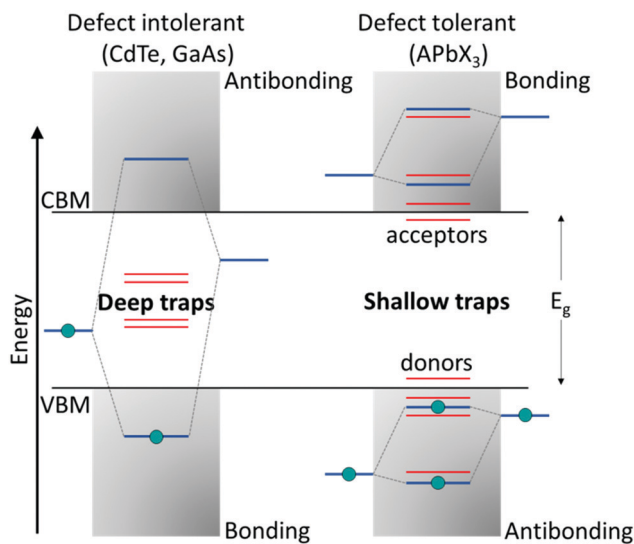 Defect intolerant
(CdTe, GaAs)
Defect tolerant
(APbX₃)
Antibonding
Bonding
CBM
acceptors
Deep traps
Shallow traps
E_g
Energy
donors
VBM
Bonding
Antibonding